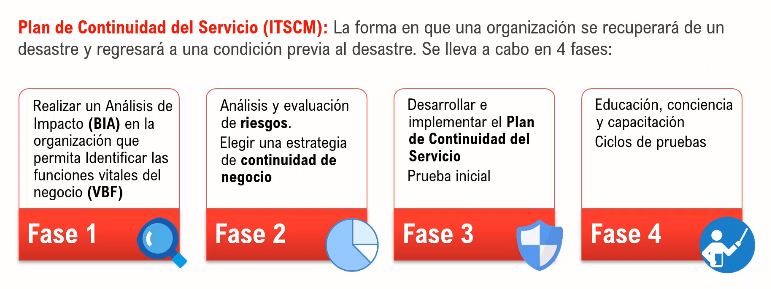 Plan de Continuidad del Servicio (ITSCM): La forma en que una organización se recuperará de un
desastre y regresará a una condición previa al desastre. Se lleva a cabo en 4 fases:
Realizar un Análisis de
Impacto (BIA) en la
organización que
permita Identificar las
funciones vitales del
negocio (VBF)
Fase 1
Análisis y evaluación
de riesgos.
Elegir una estrategia
de continuidad de
negocio
Fase 2
Desarrollar e
implementar el Plan
de Continuidad del
Servicio
Prueba inicial
Fase 3
Educación, conciencia
y capacitación
Ciclos de pruebas
Fase 4